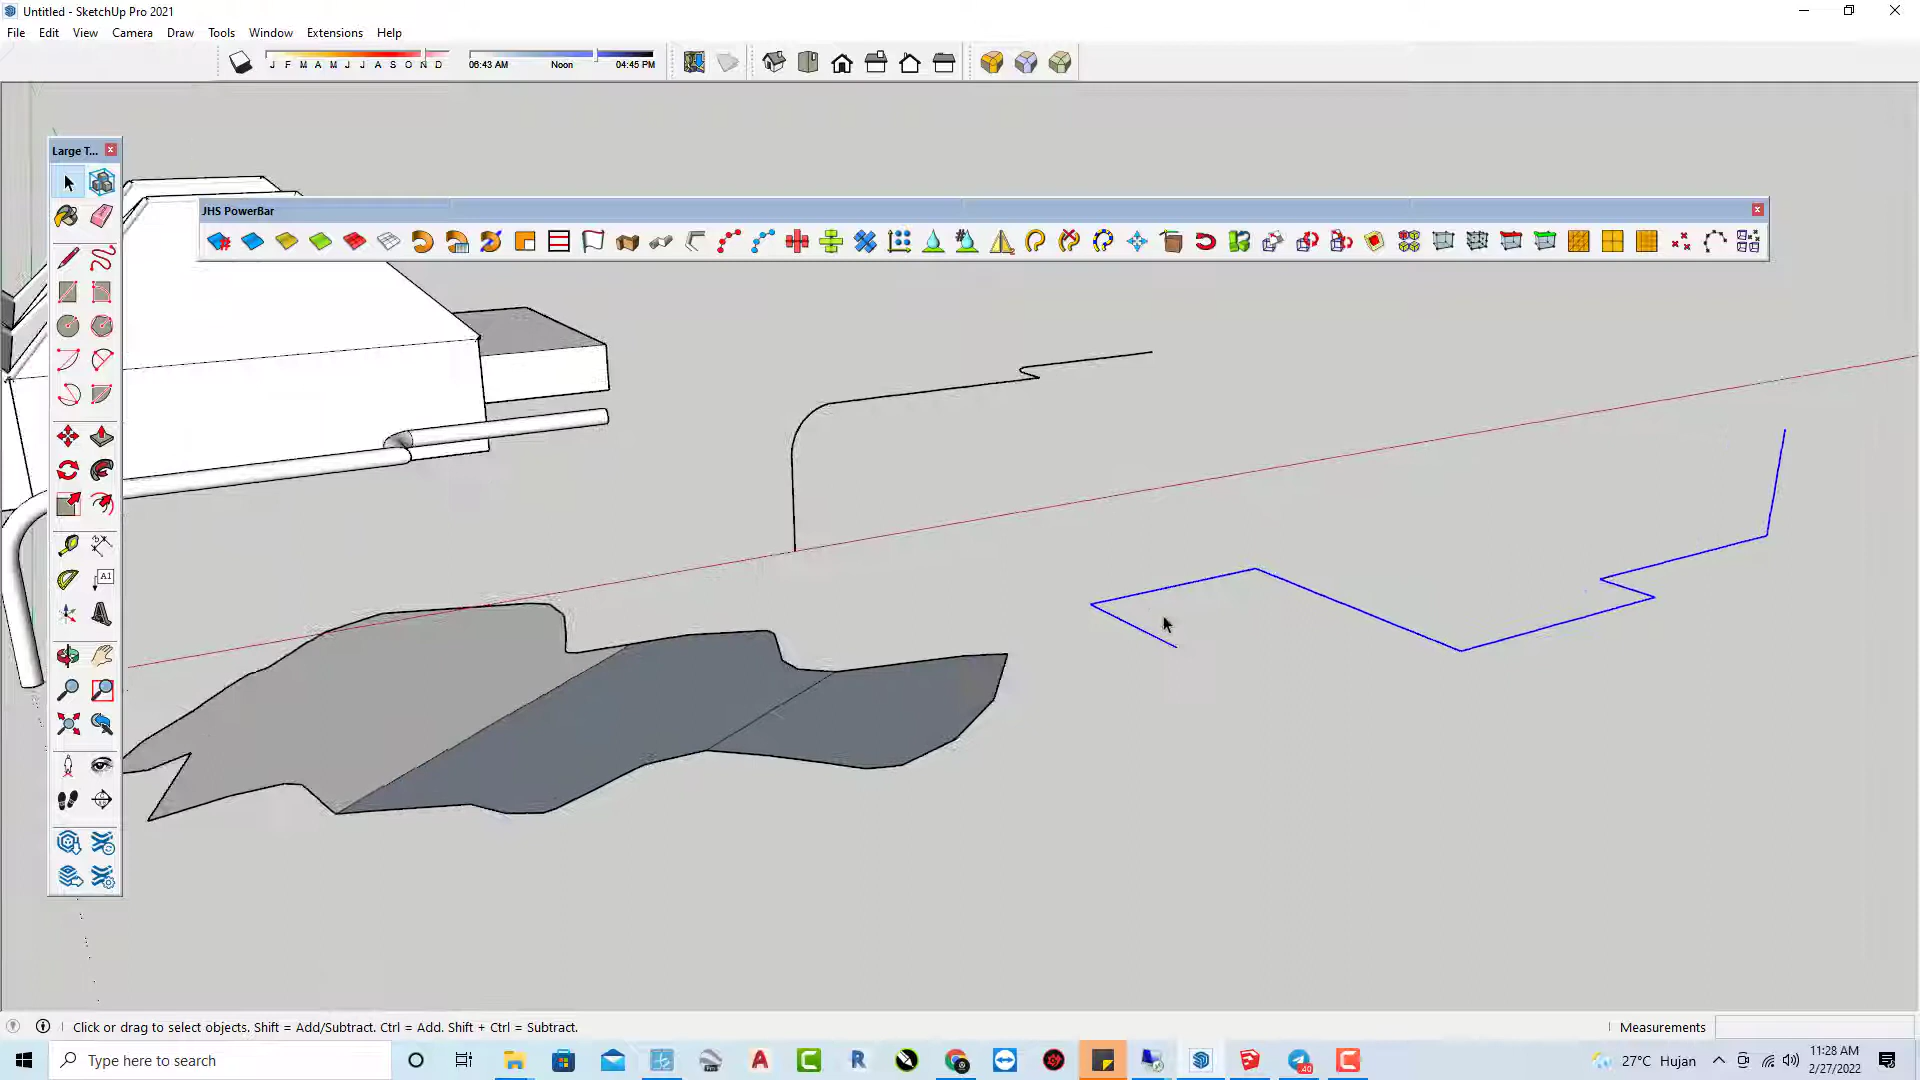 Untitled - SketchUp Pro 2021
File Edit View Camera Draw Tools Window Extensions Help
J F M A M J J A S O N D
06:43 AM Noon 04:45 PM
Large T...
JHS PowerBar
A1
Click or drag to select objects. Shift = Add/Subtract. Ctrl = Add. Shift + Ctrl = Subtract.
Measurements
Type here to search
40
27°C Hujan
11:28 AM
2/27/2022